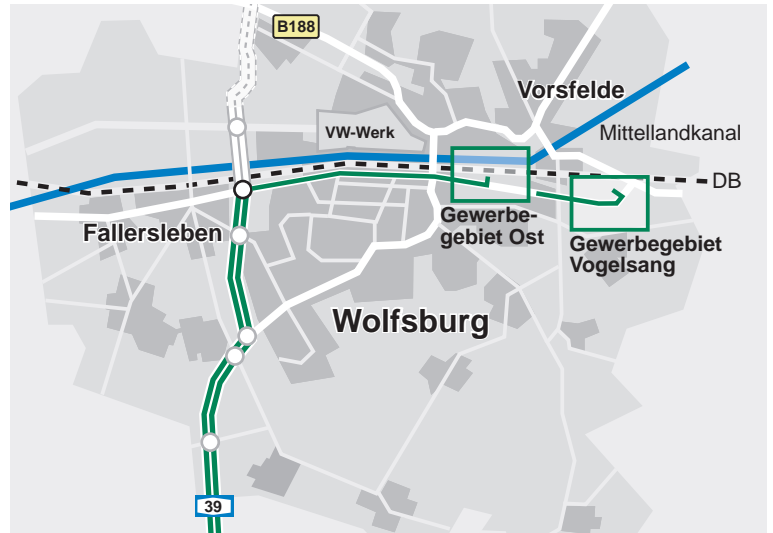 B188
Vorsfelde
VW-Werk
Mittellandkanal
DB
Fallersleben
Gewerbe-
gebiet Ost
Gewerbegebiet
Vogelsang
Wolfsburg
39